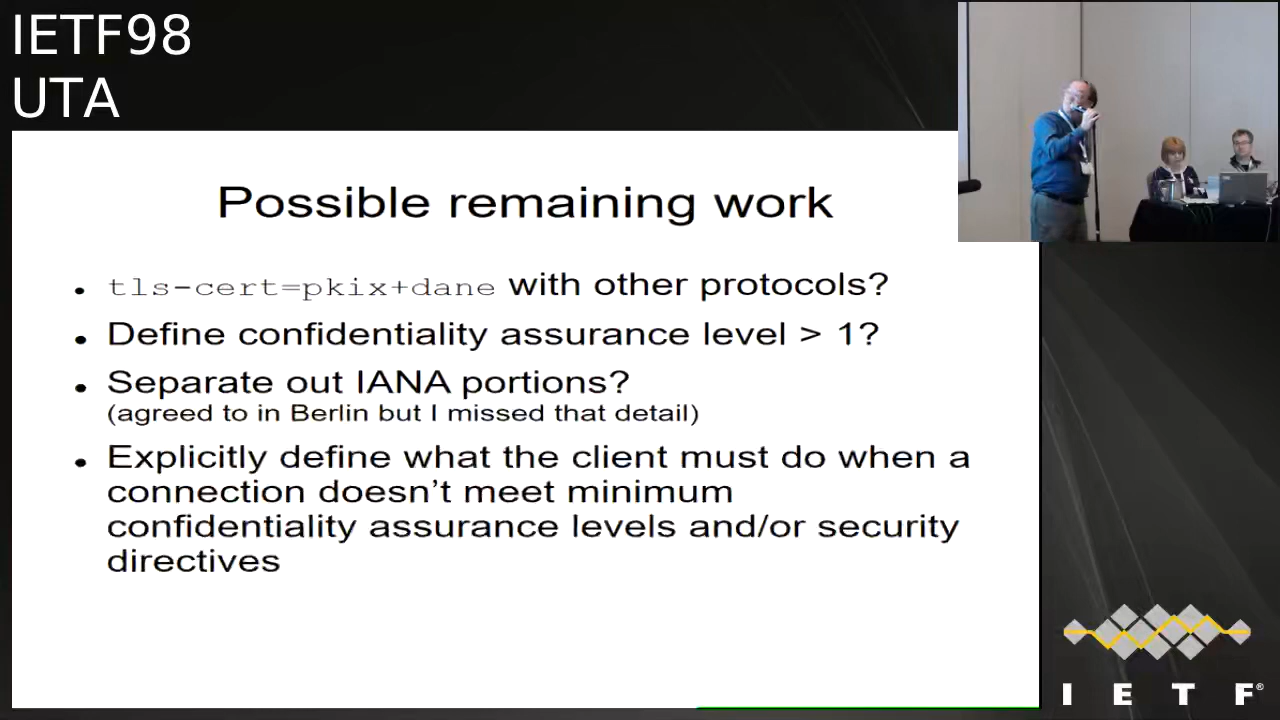 IETF98
UTA
Possible remaining work
• tls-cert=pkix+dane with other protocols?
• Define confidentiality assurance level > 1?
• Separate out IANA portions?
(agreed to in Berlin but I missed that detail)
• Explicitly define what the client must do when a
connection doesn’t meet minimum
confidentiality assurance levels and/or security
directives
I E T F®